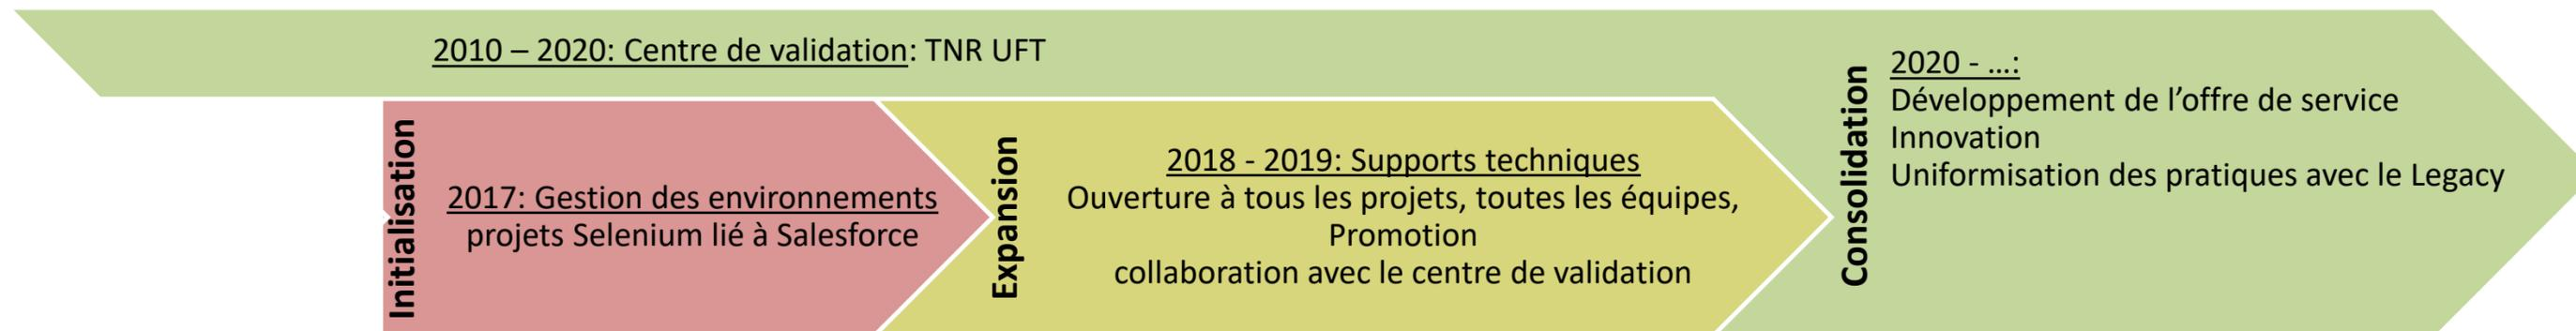 2010 – 2020: Centre de validation: TNR UFT
Initialisation
2017: Gestion des environnements
projets Selenium lié à Salesforce
Expansion
2018 - 2019: Supports techniques
Ouverture à tous les projets, toutes les équipes,
Promotion
collaboration avec le centre de validation
Consolidation
2020 - …:
Développement de l’offre de service
Innovation
Uniformisation des pratiques avec le Legacy